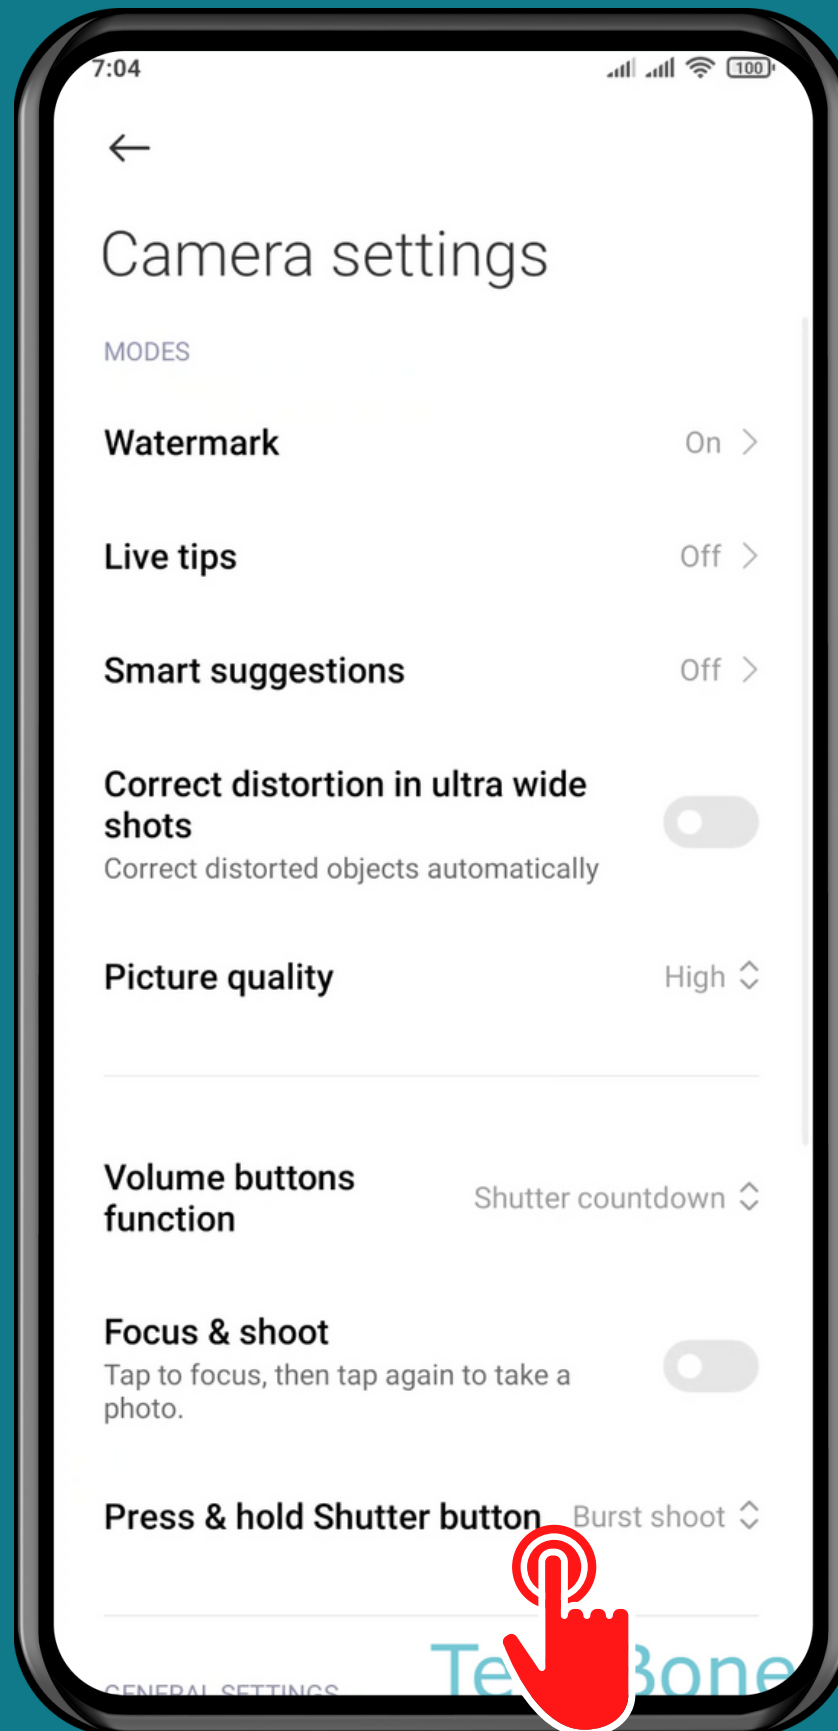 7:04
100
Camera settings
MODES
Watermark On
Live tips Off
Smart suggestions Off
Correct distortion in ultra wide
shots
Correct distorted objects automatically
Picture quality High
Volume buttons
function
Shutter countdown
Focus & shoot
Tap to focus, then tap again to take a
photo.
Press & hold Shutter button Burst shoot
GENERAL SETTINGS